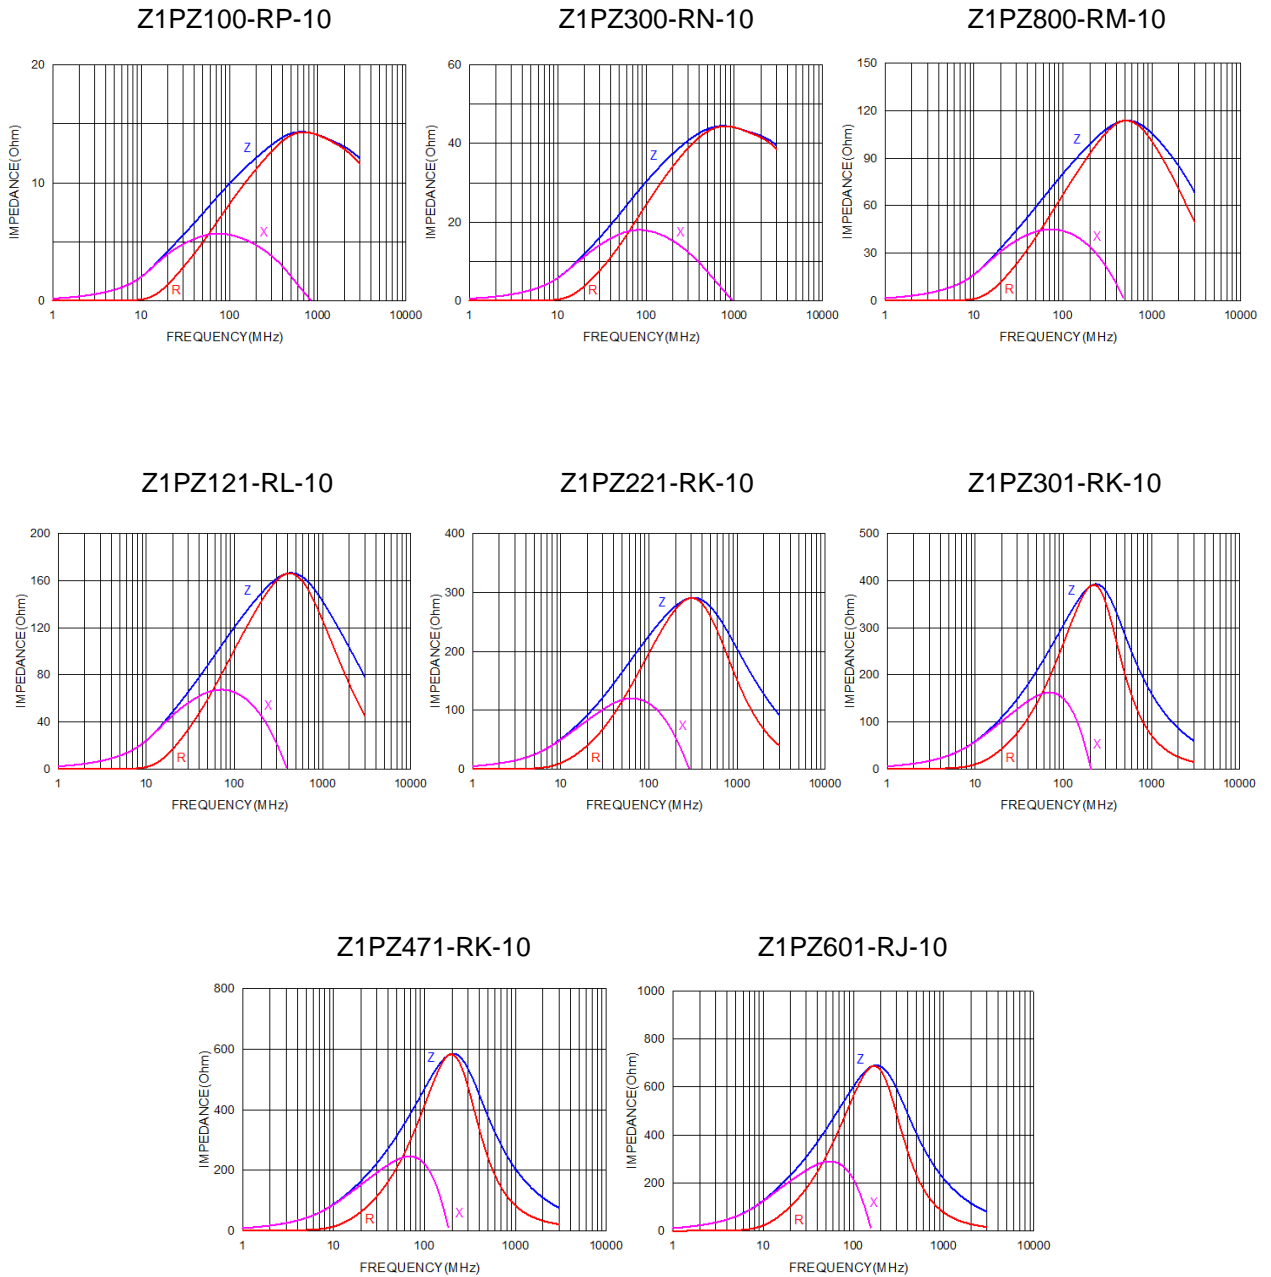 Z1PZ100-RP-10
Z1PZ300-RN-10
Z1PZ800-RM-10
20
10
0
IMPEDANCE(Ohm)
Z
X
R
1 10 100 1000 10000
FREQUENCY(MHz)
60
40
20
0
IMPEDANCE(Ohm)
Z
X
R
1 10 100 1000 10000
FREQUENCY(MHz)
150
120
90
60
30
0
IMPEDANCE(Ohm)
Z
X
R
1 10 100 1000 10000
FREQUENCY(MHz)
Z1PZ121-RL-10
Z1PZ221-RK-10
Z1PZ301-RK-10
200
160
120
80
40
0
IMPEDANCE(Ohm)
Z
X
R
1 10 100 1000 10000
FREQUENCY(MHz)
400
300
200
100
0
IMPEDANCE(Ohm)
Z
X
R
1 10 100 1000 10000
FREQUENCY(MHz)
500
400
300
200
100
0
IMPEDANCE(Ohm)
Z
X
R
1 10 100 1000 10000
FREQUENCY(MHz)
Z1PZ471-RK-10
Z1PZ601-RJ-10
800
600
400
200
0
IMPEDANCE(Ohm)
Z
X
R
1 10 100 1000 10000
FREQUENCY(MHz)
1000
800
600
400
200
0
IMPEDANCE(Ohm)
Z
X
R
1 10 100 1000 10000
FREQUENCY(MHz)